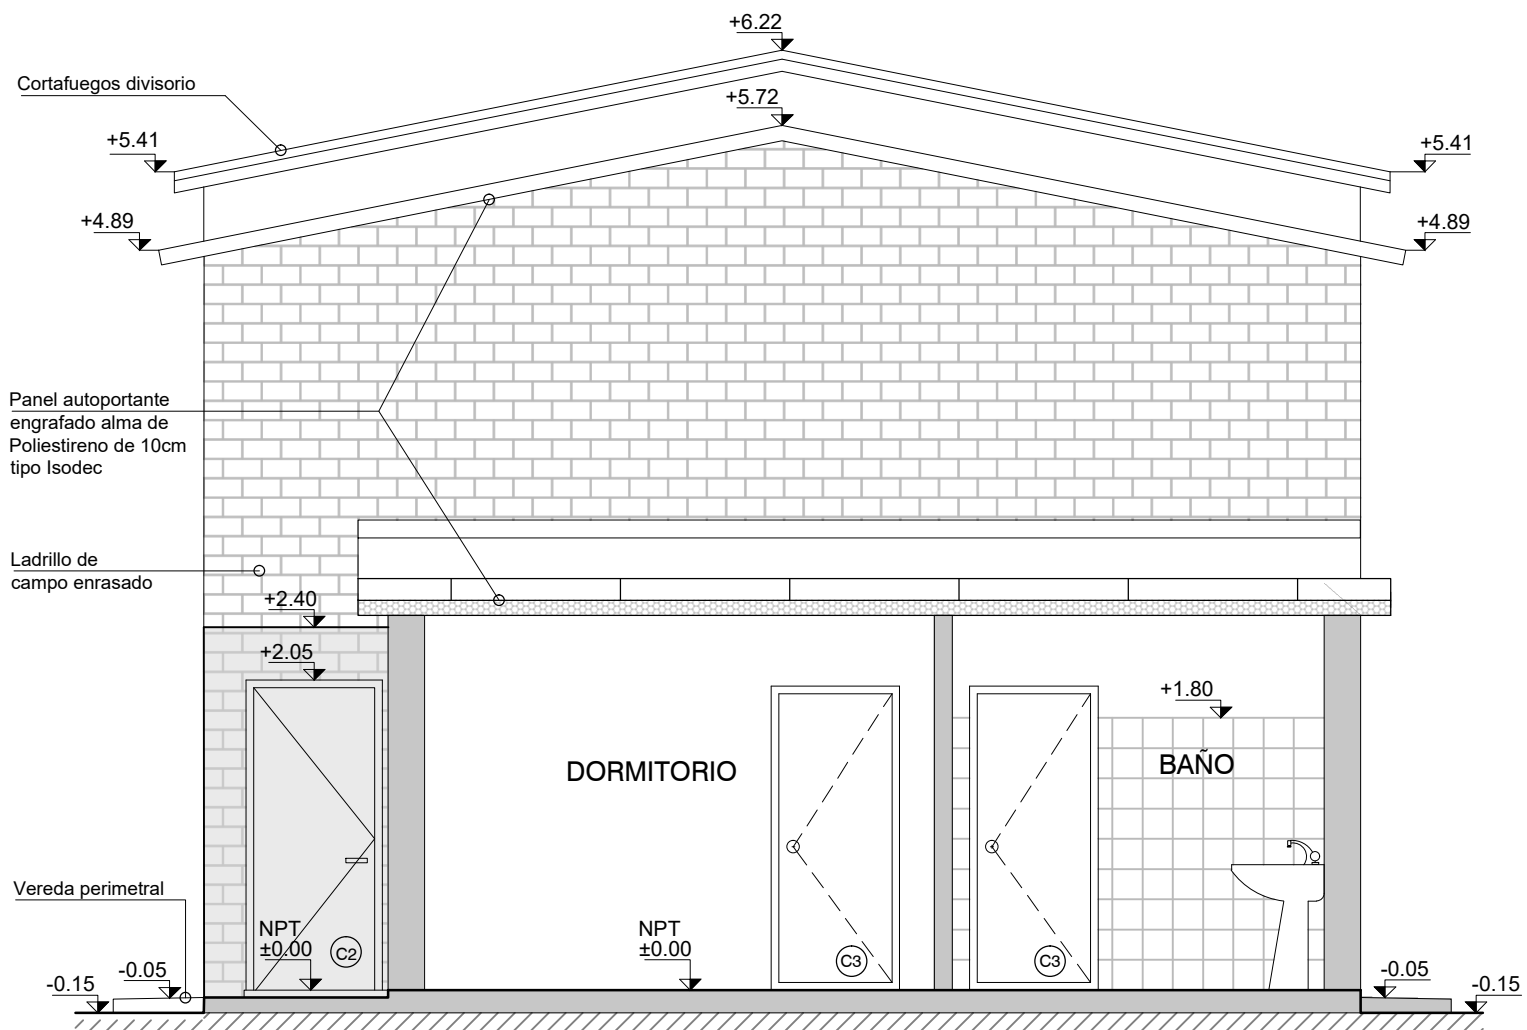 +6.22
Cortafuegos divisorio
+5.72
+5.41
+5.41
+4.89
+4.89
Panel autoportante
engrafado alma de
Poliestireno de 10cm
tipo Isodec
Ladrillo de
campo enrasado
+2.40
+2.05
+1.80
DORMITORIO
BAÑO
Vereda perimetral
NPT
±0.00
C2
NPT
±0.00
C3
C3
-0.05
-0.15
-0.05
-0.15